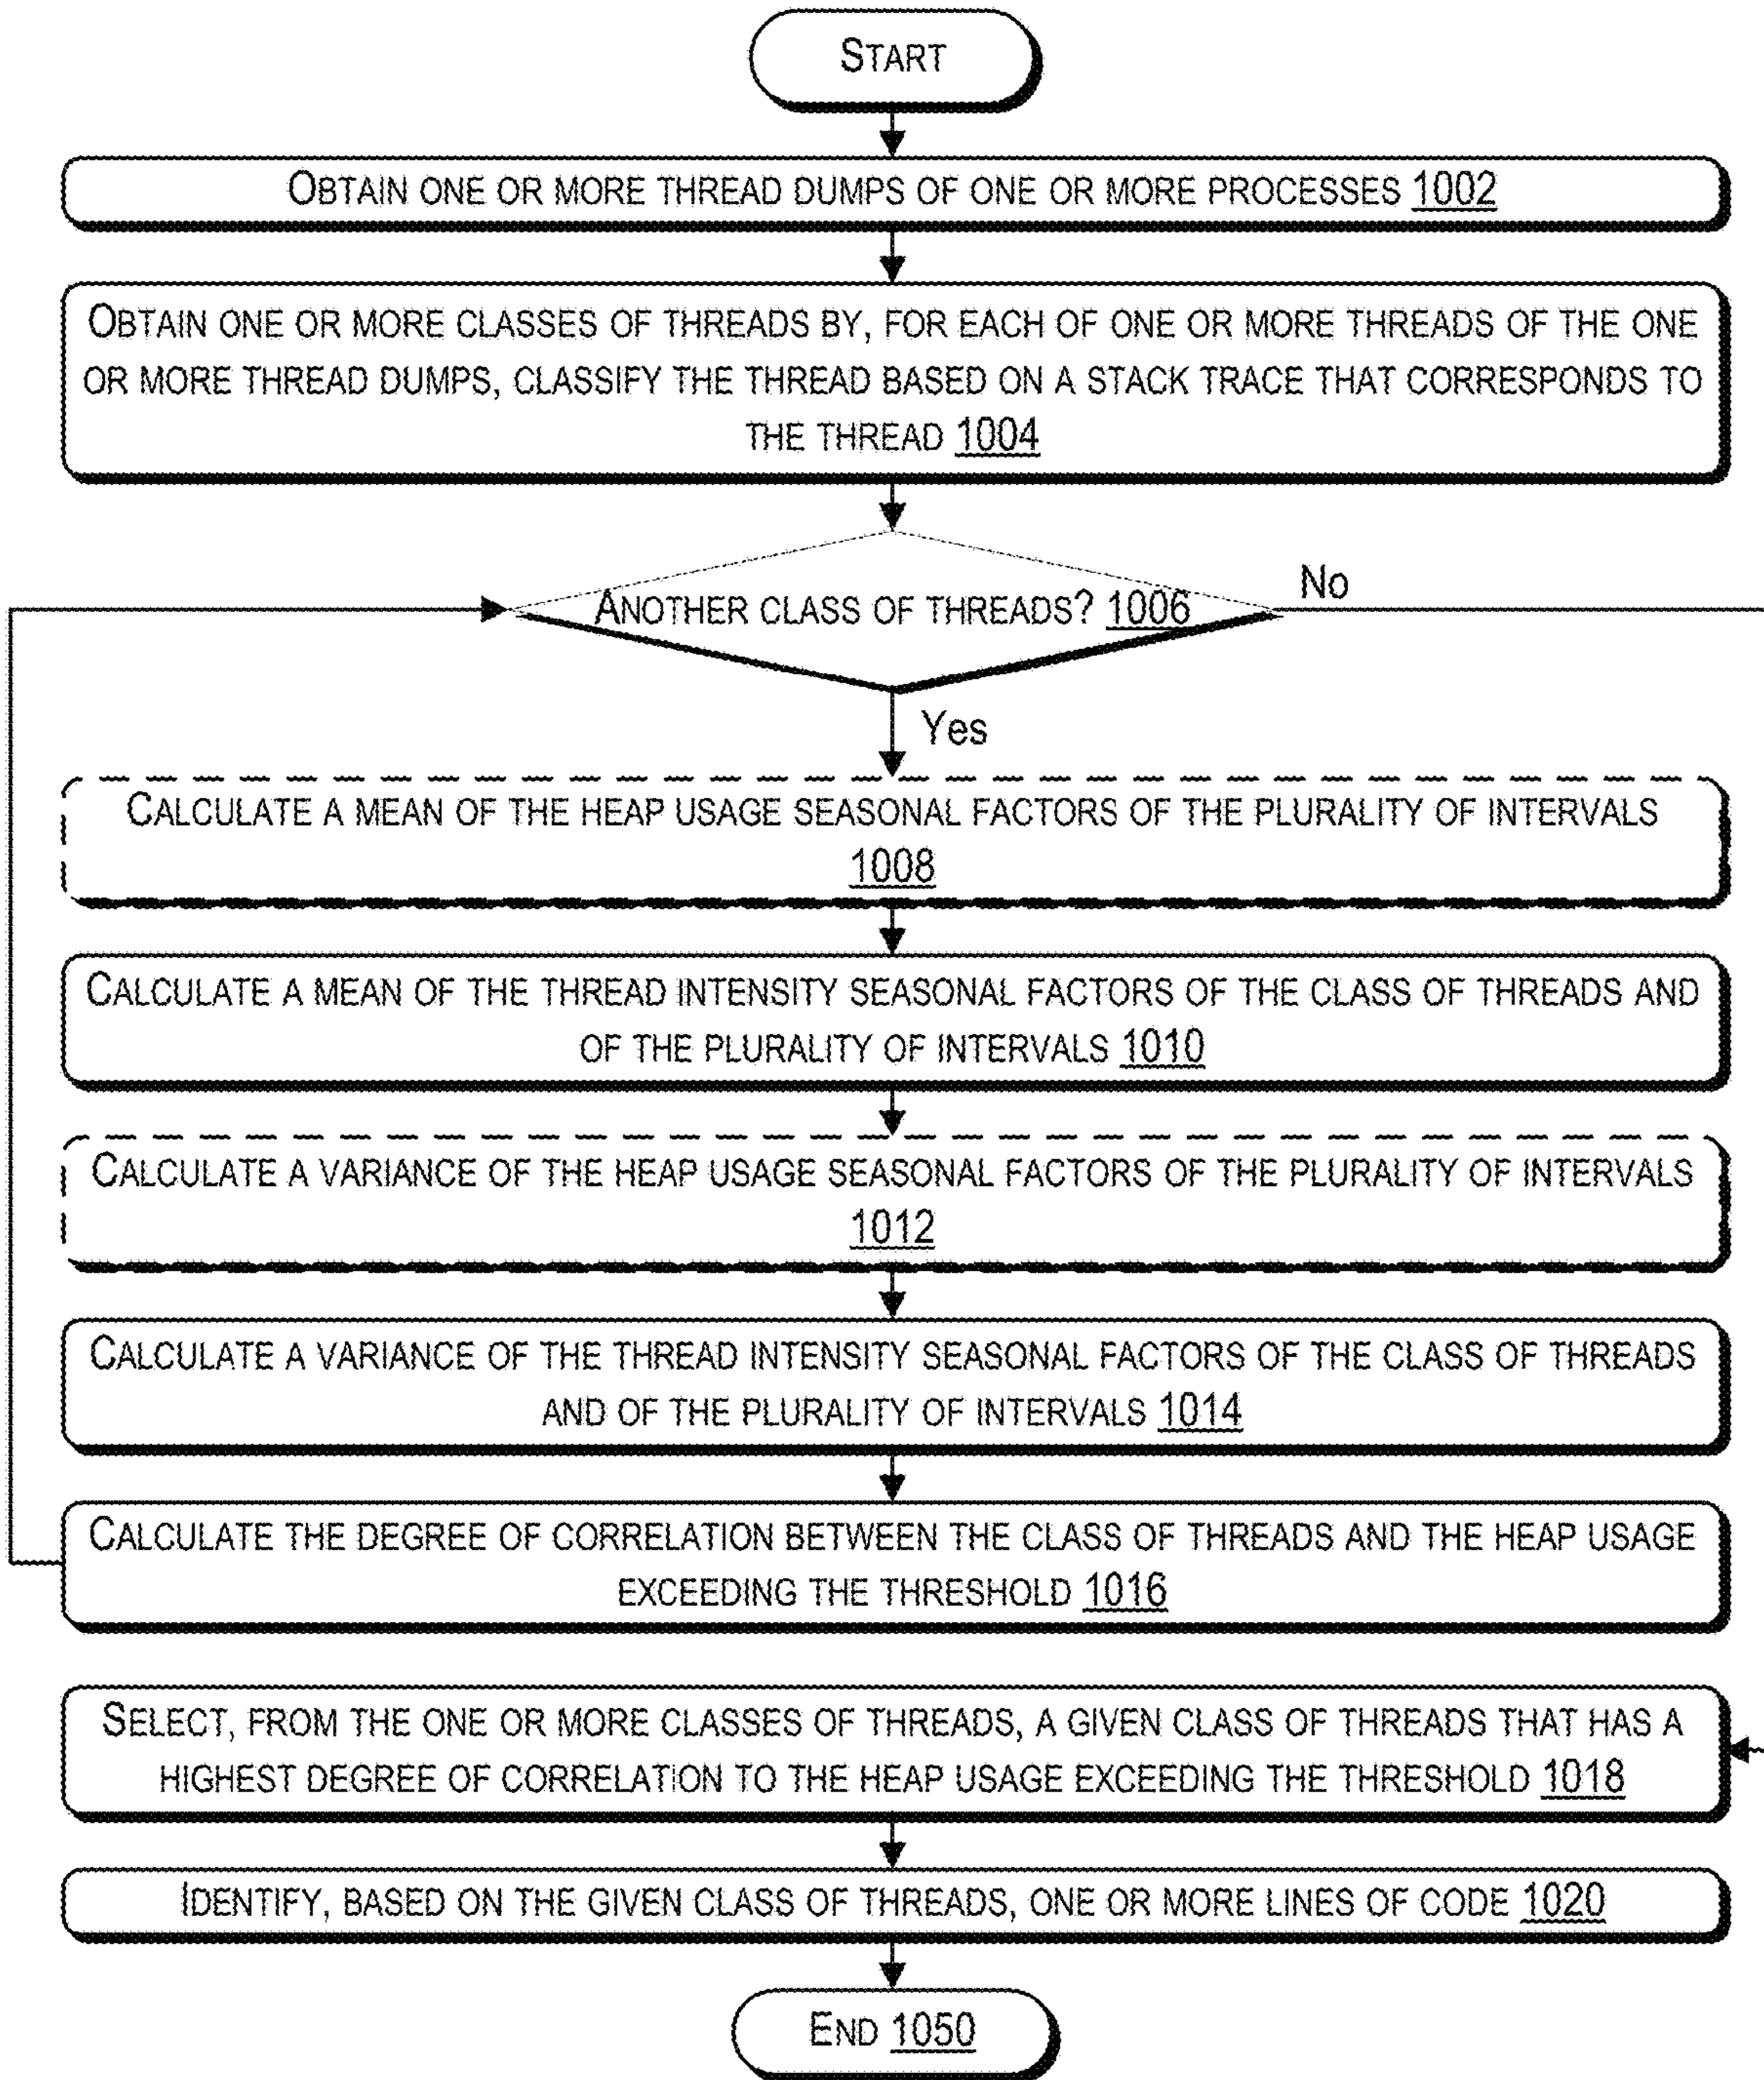 START
OBTAIN ONE OR MORE THREAD DUMPS OF ONE OR MORE PROCESSES 1002
OBTAIN ONE OR MORE CLASSES OF THREADS BY, FOR EACH OF ONE OR MORE THREADS OF THE ONE
OR MORE THREAD DUMPS, CLASSIFY THE THREAD BASED ON A STACK TRACE THAT CORRESPONDS TO
THE THREAD 1004
ANOTHER CLASS OF THREADS? 1006
No
Yes
CALCULATE A MEAN OF THE HEAP USAGE SEASONAL FACTORS OF THE PLURALITY OF INTERVALS
1008
CALCULATE A MEAN OF THE THREAD INTENSITY SEASONAL FACTORS OF THE CLASS OF THREADS AND
OF THE PLURALITY OF INTERVALS 1010
CALCULATE A VARIANCE OF THE HEAP USAGE SEASONAL FACTORS OF THE PLURALITY OF INTERVALS
1012
CALCULATE A VARIANCE OF THE THREAD INTENSITY SEASONAL FACTORS OF THE CLASS OF THREADS
AND OF THE PLURALITY OF INTERVALS 1014
CALCULATE THE DEGREE OF CORRELATION BETWEEN THE CLASS OF THREADS AND THE HEAP USAGE
EXCEEDING THE THRESHOLD 1016
SELECT, FROM THE ONE OR MORE CLASSES OF THREADS, A GIVEN CLASS OF THREADS THAT HAS A
HIGHEST DEGREE OF CORRELATION TO THE HEAP USAGE EXCEEDING THE THRESHOLD 1018
IDENTIFY, BASED ON THE GIVEN CLASS OF THREADS, ONE OR MORE LINES OF CODE 1020
END 1050